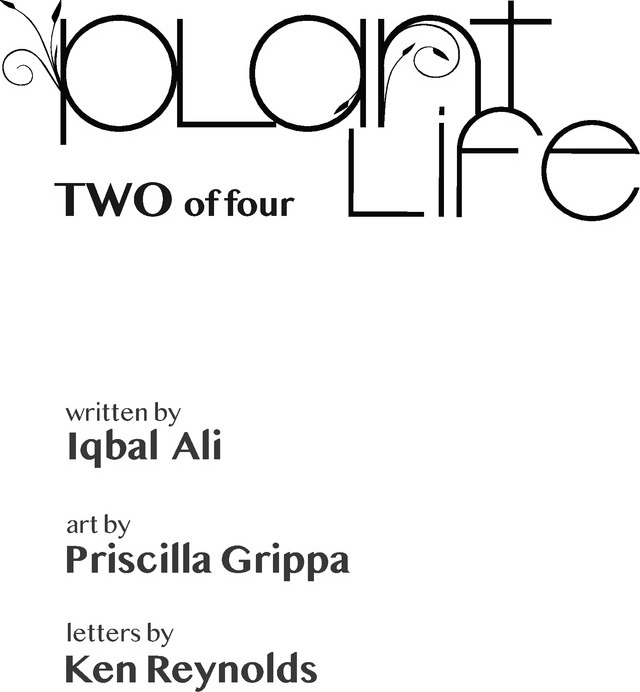 pLant
Life
TWO of four
written by
Iqbal Ali
art by
Priscilla Grippa
letters by
Ken Reynolds